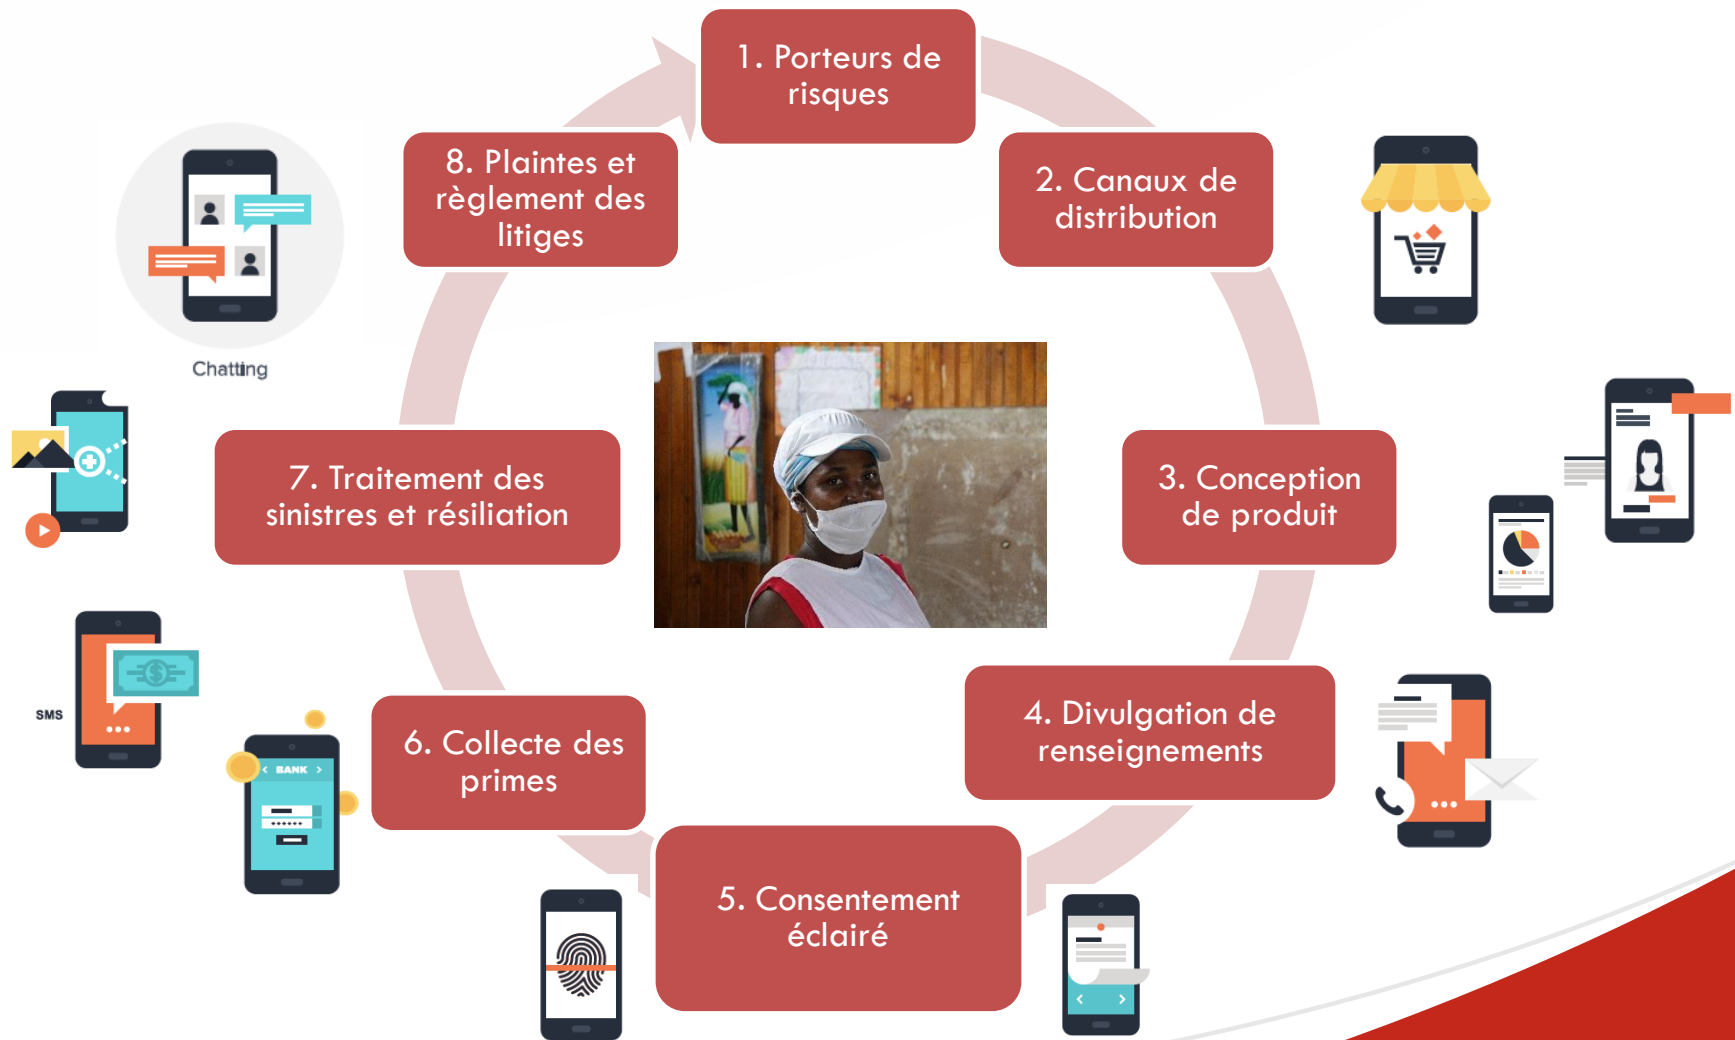 1. Porteurs de
risques
2. Canaux de
distribution
3. Conception
de produit
4. Divulgation de
renseignements
5. Consentement
éclairé
6. Collecte des
primes
7. Traitement des
sinistres et résiliation
8. Plaintes et
règlement des
litiges
Chatting
SMS
< BANK >